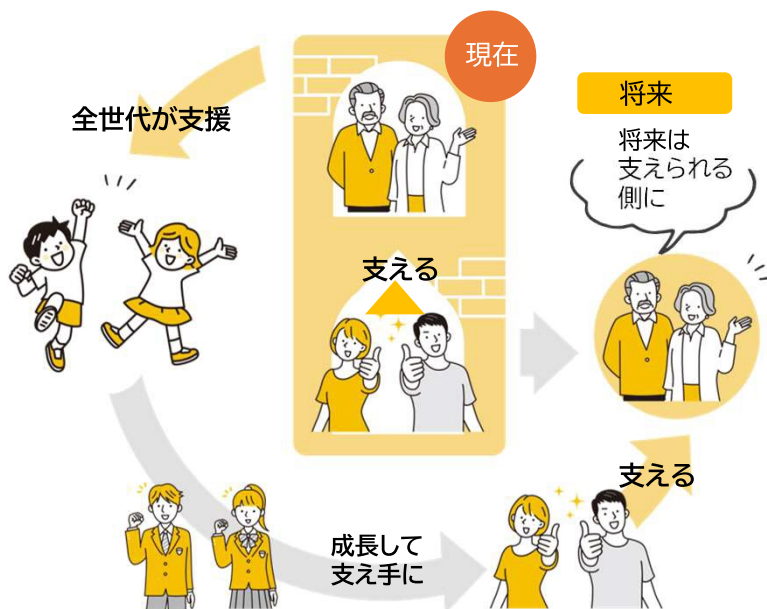 現在
将来
全世代が支援
将来は
支えられる
側に
支える
支える
成長して
支え手に